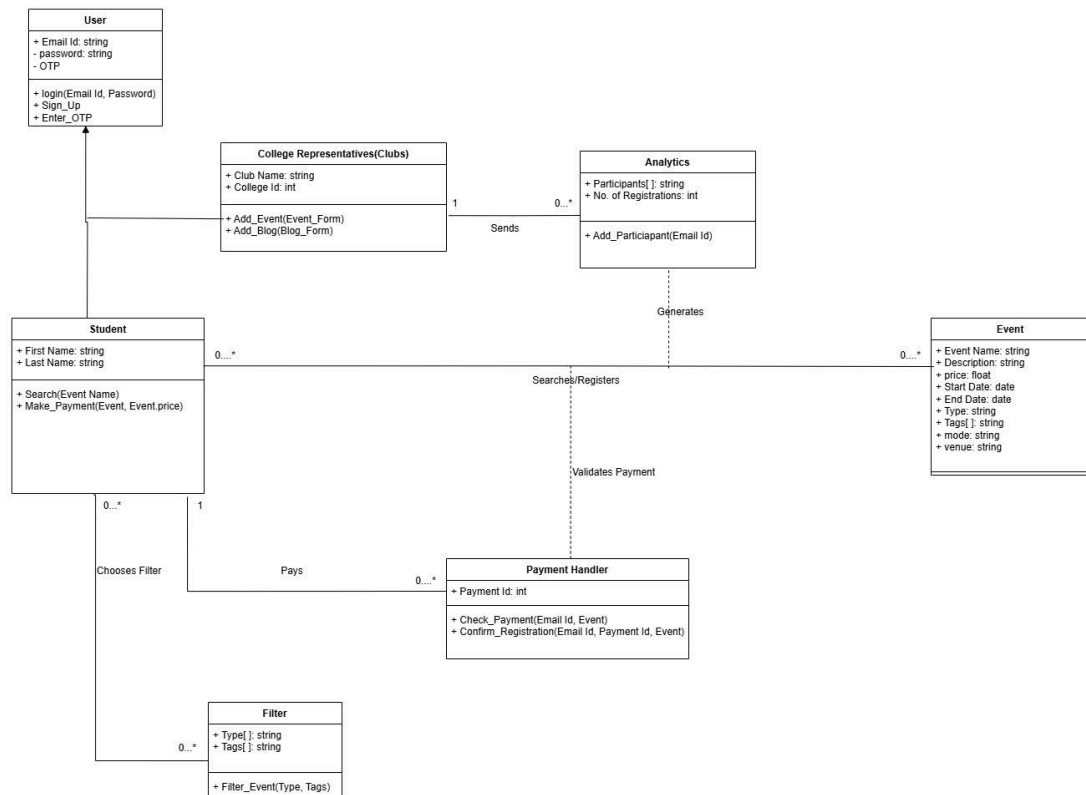 User
+ Email Id: string
- password: string
- OTP
+ login(Email Id, Password)
+ Sign_Up
+ Enter_OTP
College Representatives(Clubs)
+ Club Name: string
+ College Id: int
+ Add_Event(Event_Form)
+ Add_Blog(Blog_Form)
1
0...*
Sends
Analytics
+ Participants[ ]: string
+ No. of Registrations: int
+ Add_Particiapant(Email Id)
Generates
Student
+ First Name: string
+ Last Name: string
+ Search(Event Name)
+ Make_Payment(Event, Event.price)
0....*
0...*
Searches/Registers
Event
+ Event Name: string
+ Description: string
+ price: float
+ Start Date: date
+ End Date: date
+ Type: string
+ Tags[ ]: string
+ mode: string
+ venue: string
Validates Payment
0...*
1
Chooses Filter
Pays
0....*
Payment Handler
+ Payment Id: int
+ Check_Payment(Email Id, Event)
+ Confirm_Registration(Email Id, Payment Id, Event)
0...*
Filter
+ Type[ ]: string
+ Tags[ ]: string
+ Filter_Event(Type, Tags)